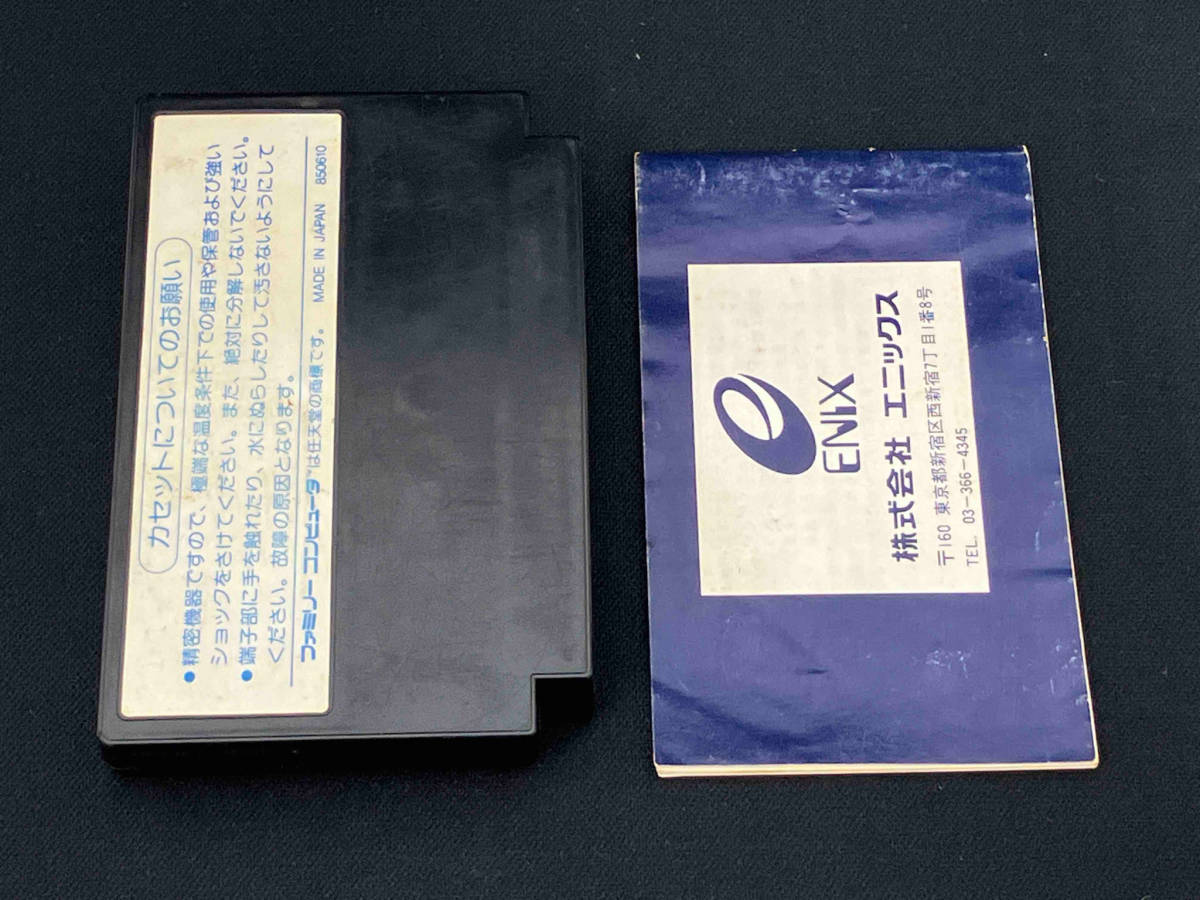 カセットについてのお願い
●精密機器ですので、極端な温度条件下での使用や保管および強い
ショックをさけてください。また、絶対に分解しないでください。
●端子部に手を触れたり、水にぬらしたりして汚さないようにして
ください。故障の原因となります。
ファミリーコンピュータ™は任天堂の商標です。 MADE IN JAPAN 850610
ENIX
株式会社 エニックス
〒160 東京都新宿区西新宿7丁目1番8号
TEL. 03-366-4345